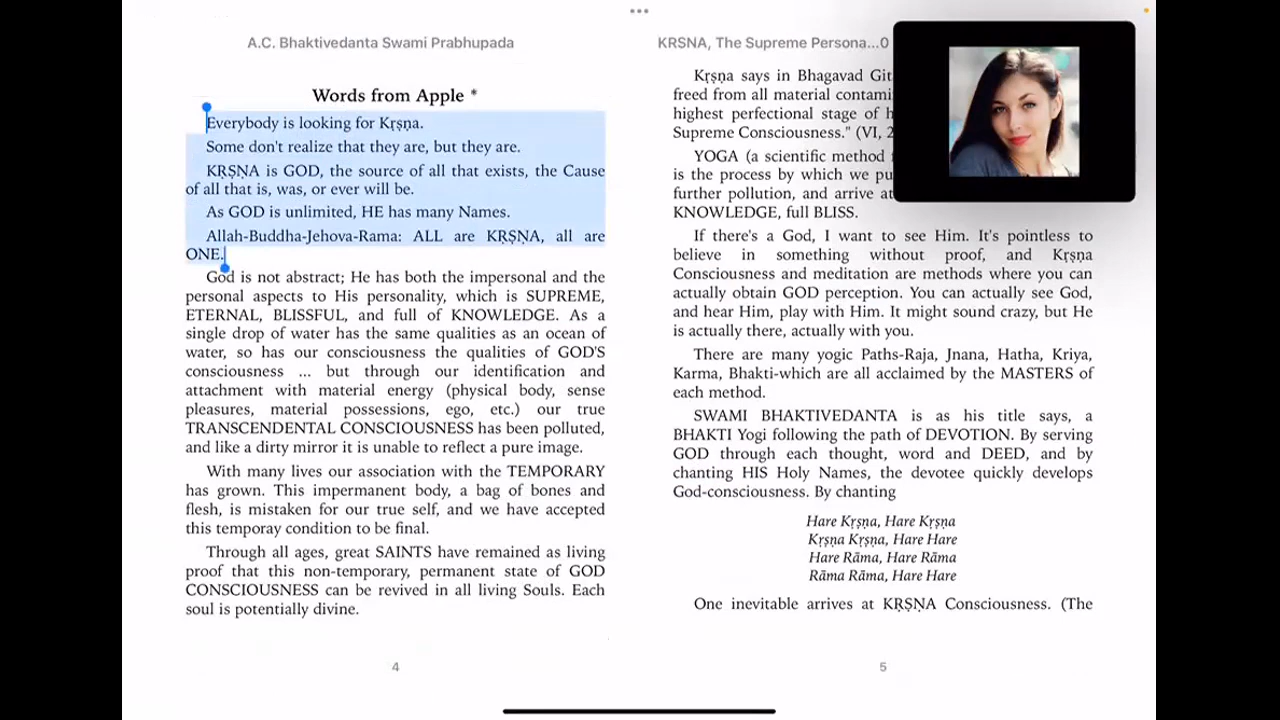 A.C. Bhaktivedanta Swami Prabhupada
Words from Apple *
Everybody is looking for Kṛṣṇa.
Some don't realize that they are, but they are.
KṚṢṆA is GOD, the source of all that exists, the Cause
of all that is, was, or ever will be.
As GOD is unlimited, HE has many Names.
Allah-Buddha-Jehova-Rama: ALL are KṚṢṆA, all are
ONE.
God is not abstract; He has both the impersonal and the
personal aspects to His personality, which is SUPREME,
ETERNAL, BLISSFUL, and full of KNOWLEDGE. As a
single drop of water has the same qualities as an ocean of
water, so has our consciousness the qualities of GOD'S
consciousness ... but through our identification and
attachment with material energy (physical body, sense
pleasures, material possessions, ego, etc.) our true
TRANSCENDENTAL CONSCIOUSNESS has been polluted,
and like a dirty mirror it is unable to reflect a pure image.
With many lives our association with the TEMPORARY
has grown. This impermanent body, a bag of bones and
flesh, is mistaken for our true self, and we have accepted
this temporay condition to be final.
Through all ages, great SAINTS have remained as living
proof that this non-temporary, permanent state of GOD
CONSCIOUSNESS can be revived in all living Souls. Each
soul is potentially divine.
4
KRSNA, The Supreme Persona...0
Kṛṣṇa says in Bhagavad Git
freed from all material contami
highest perfectional stage of h
Supreme Consciousness." (VI, 2
YOGA (a scientific method
is the process by which we pu
further pollution, and arrive at
KNOWLEDGE, full BLISS.
If there's a God, I want to see Him. It's pointless to
believe in something without proof, and Kṛṣṇa
Consciousness and meditation are methods where you can
actually obtain GOD perception. You can actually see God,
and hear Him, play with Him. It might sound crazy, but He
is actually there, actually with you.
There are many yogic Paths-Raja, Jnana, Hatha, Kriya,
Karma, Bhakti-which are all acclaimed by the MASTERS of
each method.
SWAMI BHAKTIVEDANTA is as his title says, a
BHAKTI Yogi following the path of DEVOTION. By serving
GOD through each thought, word and DEED, and by
chanting HIS Holy Names, the devotee quickly develops
God-consciousness. By chanting
Hare Kṛṣṇa, Hare Kṛṣṇa
Kṛṣṇa Kṛṣṇa, Hare Hare
Hare Rāma, Hare Rāma
Rāma Rāma, Hare Hare
One inevitable arrives at KṚṢṆA Consciousness. (The
5